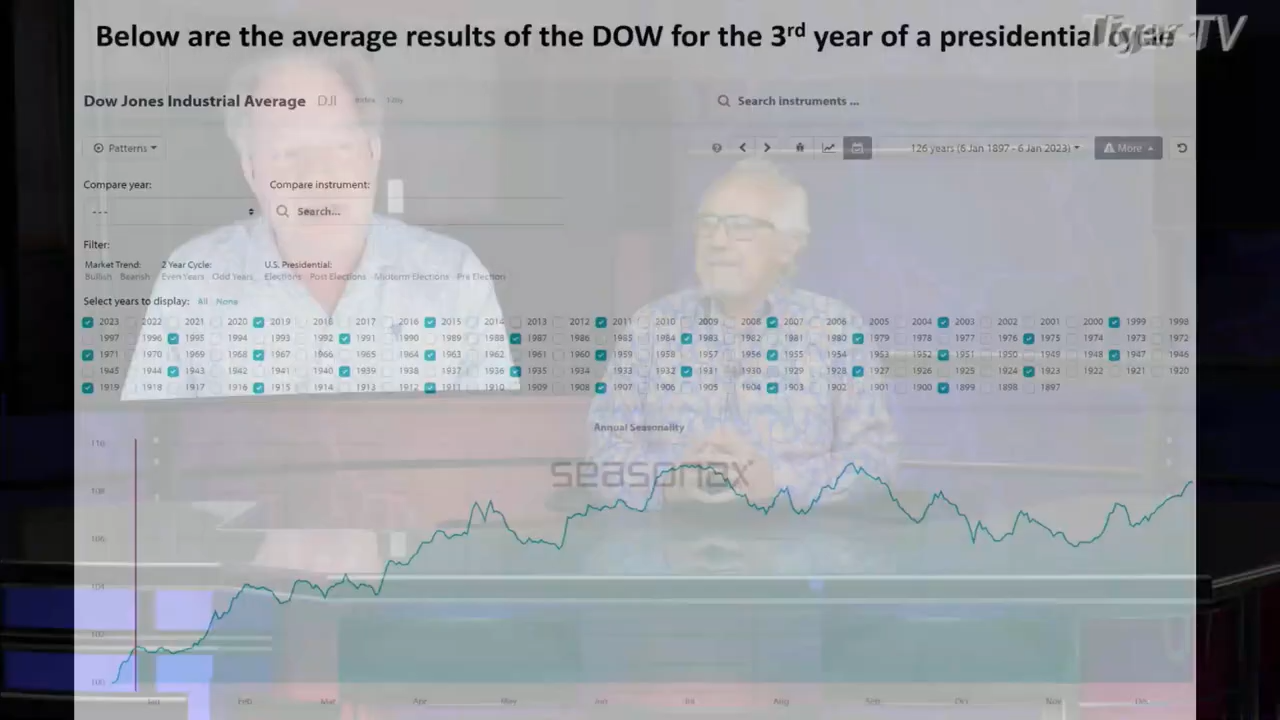 Tiger TV
Below are the average results of the DOW for the 3rd year of a presidential cycle
Dow Jones Industrial Average DJI Index
Search instruments ...
Patterns
126 years (6 Jan 1897 - 6 Jan 2023)
More
Compare year:
Compare instrument:
---
Search...
Filter:
Market Trend: 2 Year Cycle: U.S. Presidential:
Bullish Bearish Even Years Odd Years Elections Post Elections Midterm Elections Pre Election
Select years to display: All None
2023 2022 2021 2020 2019 2018 2017 2016 2015 2014 2013 2012 2011 2010 2009 2008 2007 2006 2005 2004 2003 2002 2001 2000 1999 1998
1997 1996 1995 1994 1993 1992 1991 1990 1989 1988 1987 1986 1985 1984 1983 1982 1981 1980 1979 1978 1977 1976 1975 1974 1973 1972
1971 1970 1969 1968 1967 1966 1965 1964 1963 1962 1961 1960 1959 1958 1957 1956 1955 1954 1953 1952 1951 1950 1949 1948 1947 1946
1945 1944 1943 1942 1941 1940 1939 1938 1937 1936 1935 1934 1933 1932 1931 1930 1929 1928 1927 1926 1925 1924 1923 1922 1921 1920
1919 1918 1917 1916 1915 1914 1913 1912 1911 1910 1909 1908 1907 1906 1905 1904 1903 1902 1901 1900 1899 1898 1897
Annual Seasonality
seasonax
110
108
106
104
102
100
Jan Feb Mar Apr May Jun Jul Aug Sep Oct Nov